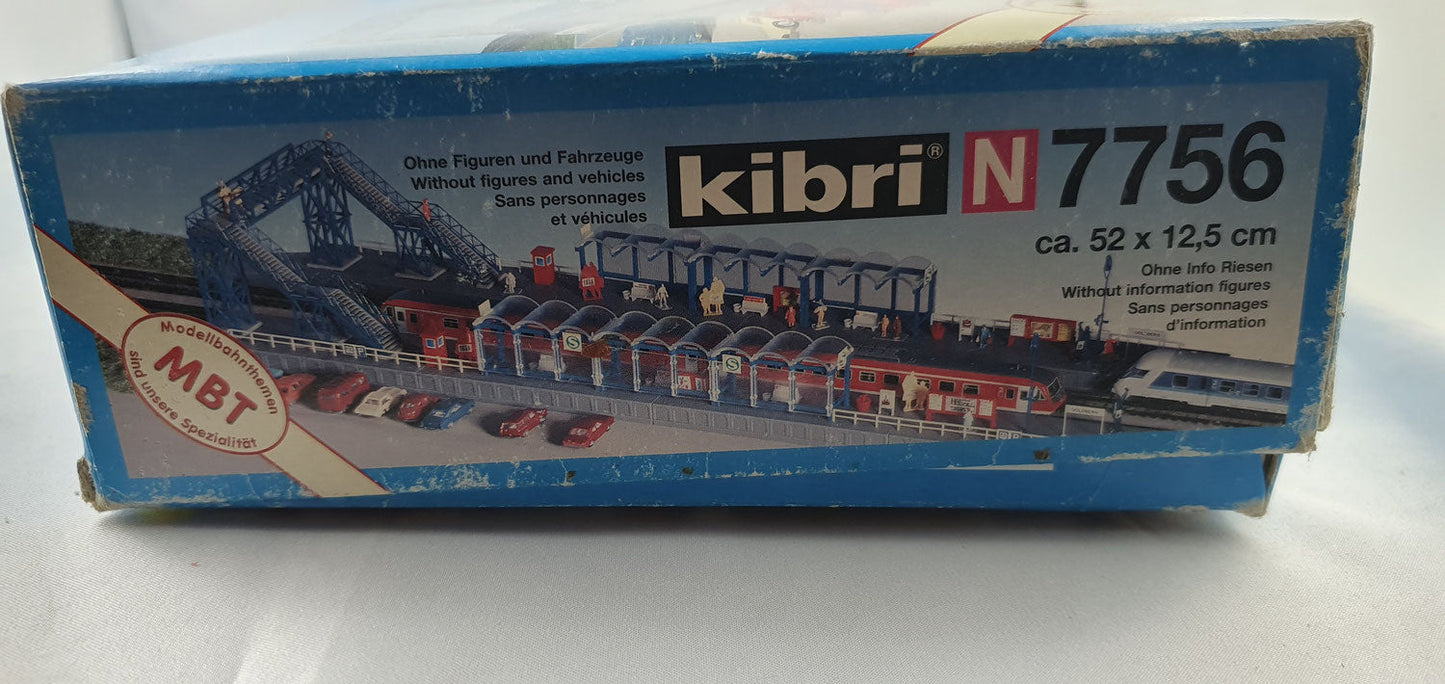 Ohne Figuren und Fahrzeuge
Without figures and vehicles
Sans personnages
et véhicules
kibri® N 7756
ca. 52 x 12,5 cm
Ohne Info Riesen
Without information figures
Sans personnages
d'information
Modellbahnthemen
MBT
sind unsere Spezialität
S
S